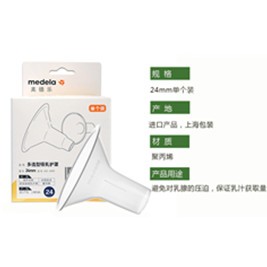 medela
美德乐
单个装
多选型吸乳护罩
24
规 格
24mm单个装
产 地
进口产品，上海包装
材 质
聚丙烯
产品用途
避免对乳腺的压迫，保证乳汁获取量